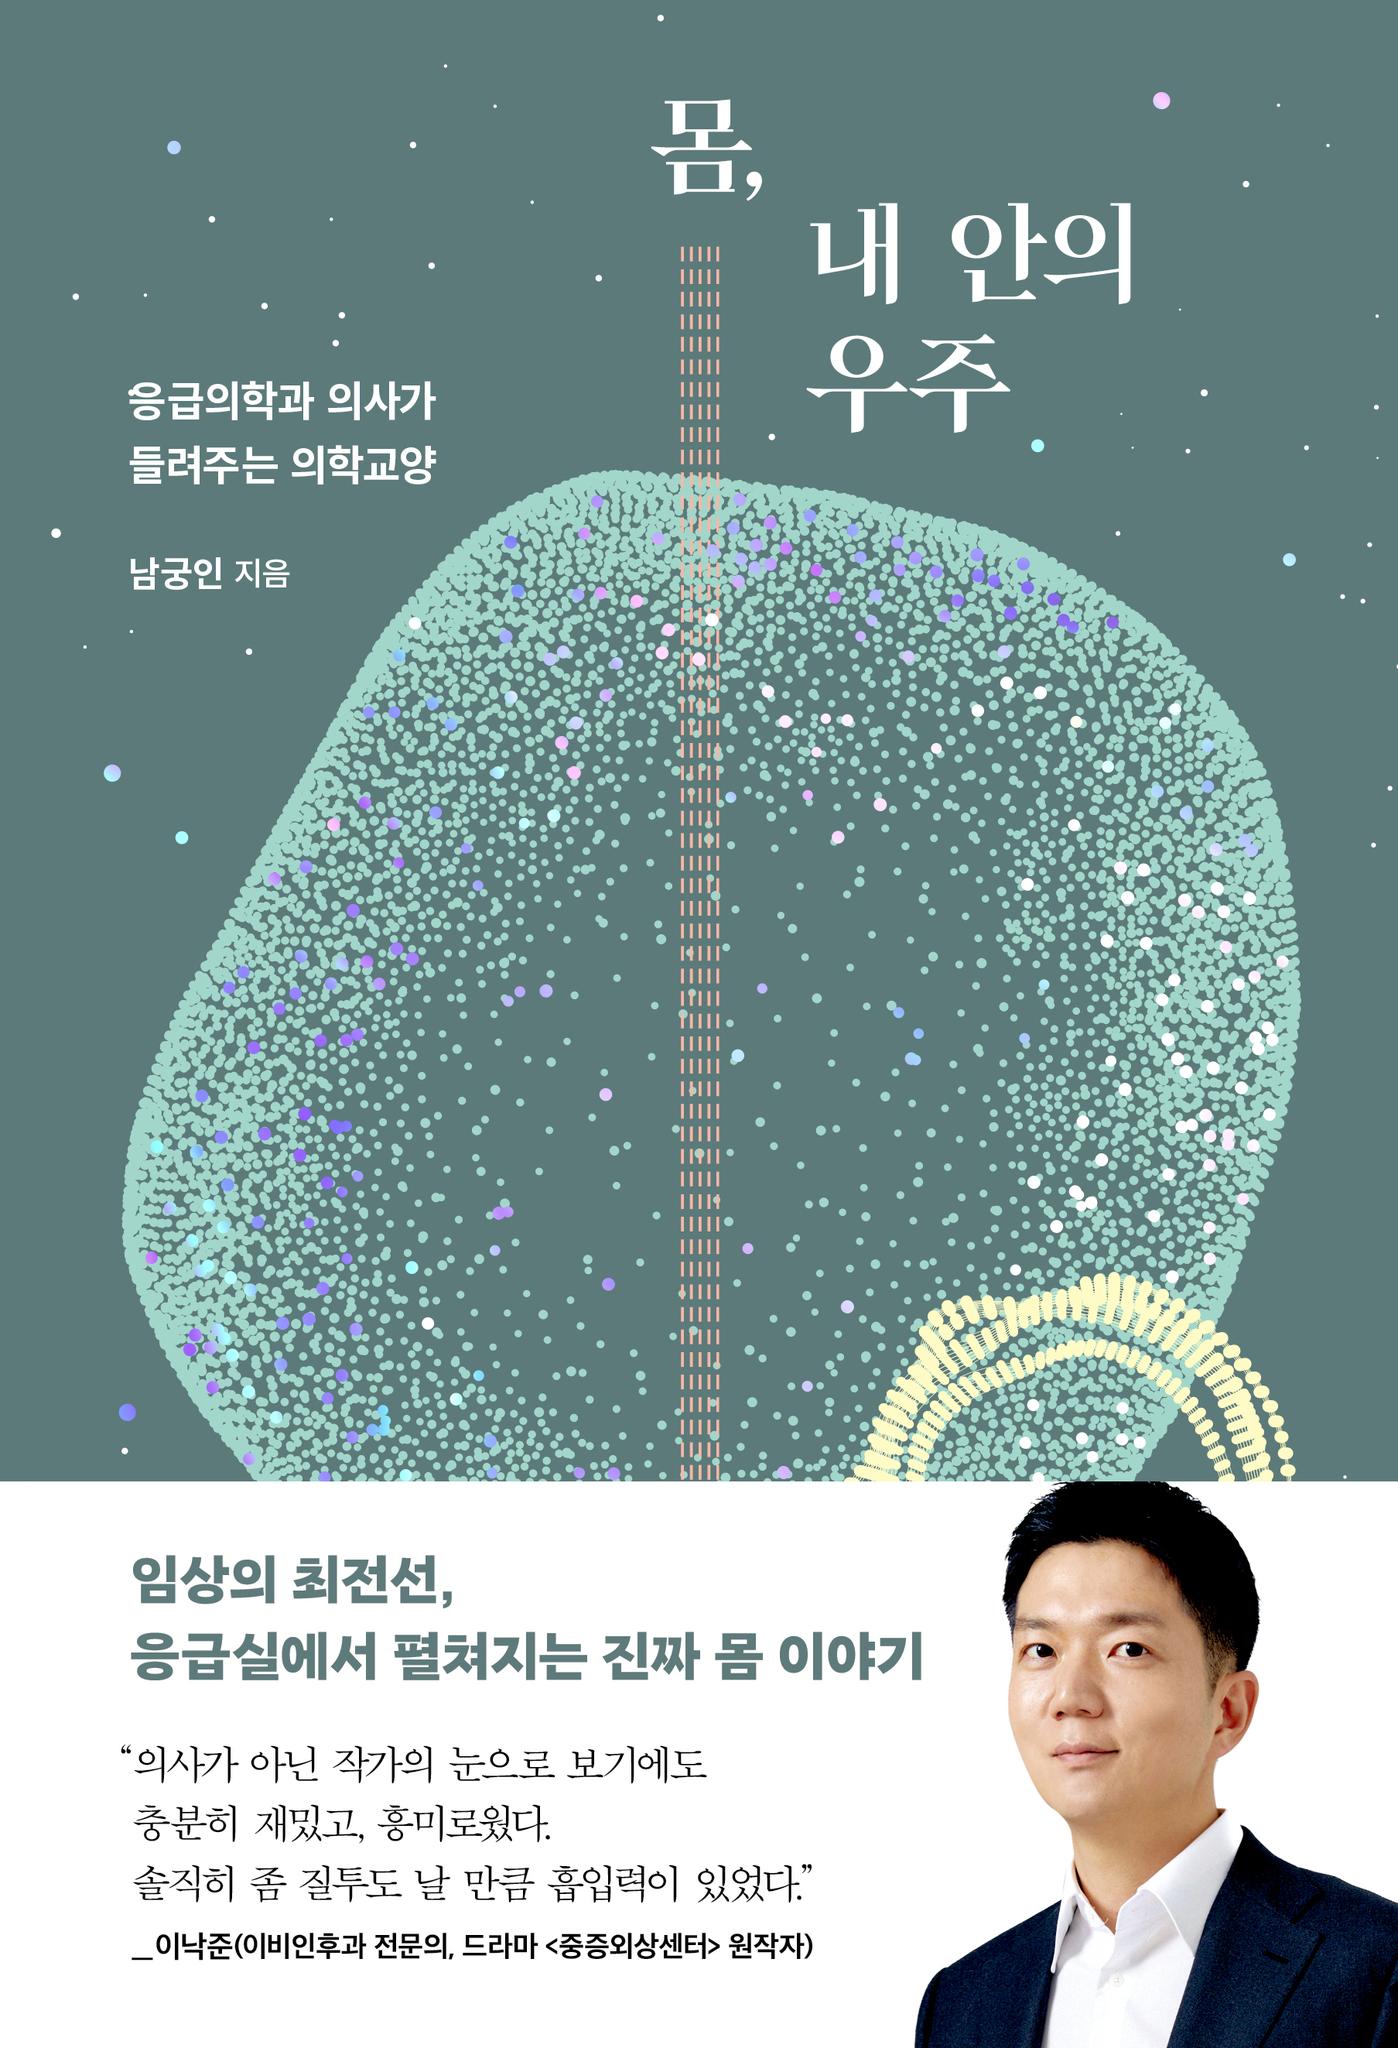 몸,
내 안의
우주
응급의학과 의사가
들려주는 의학교양
남궁인 지음
임상의 최전선,
응급실에서 펼쳐지는 진짜 몸 이야기
“의사가 아닌 작가의 눈으로 보기에도
충분히 재밌고, 흥미로웠다.
솔직히 좀 질투도 날 만큼 흡입력이 있었다.”
_이낙준(이비인후과 전문의, 드라마 <중증외상센터> 원작자)